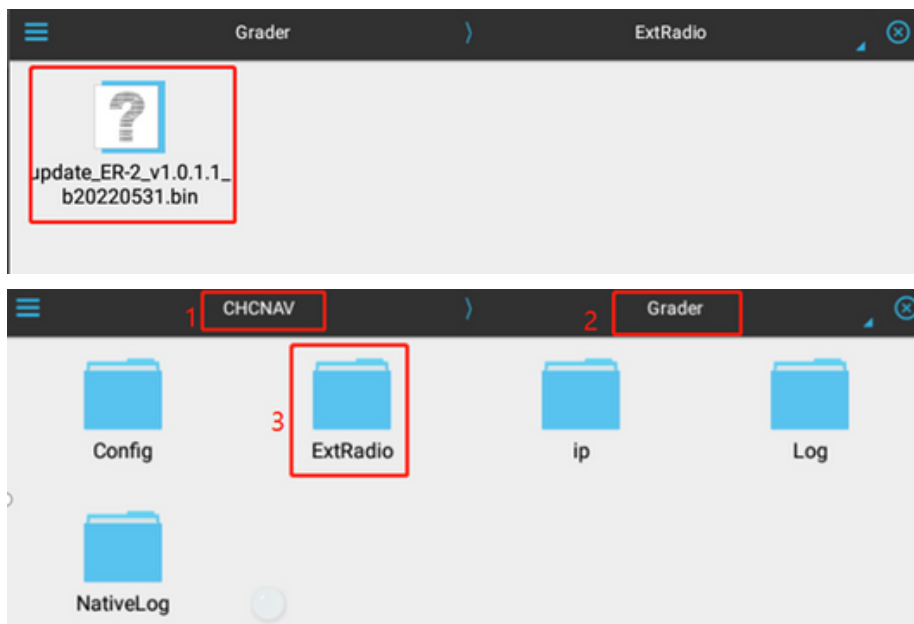 Grader
ExtRadio
update_ER-2_v1.0.1.1_
b20220531.bin
1 CHCNAV
2 Grader
3
Config
ExtRadio
ip
Log
NativeLog